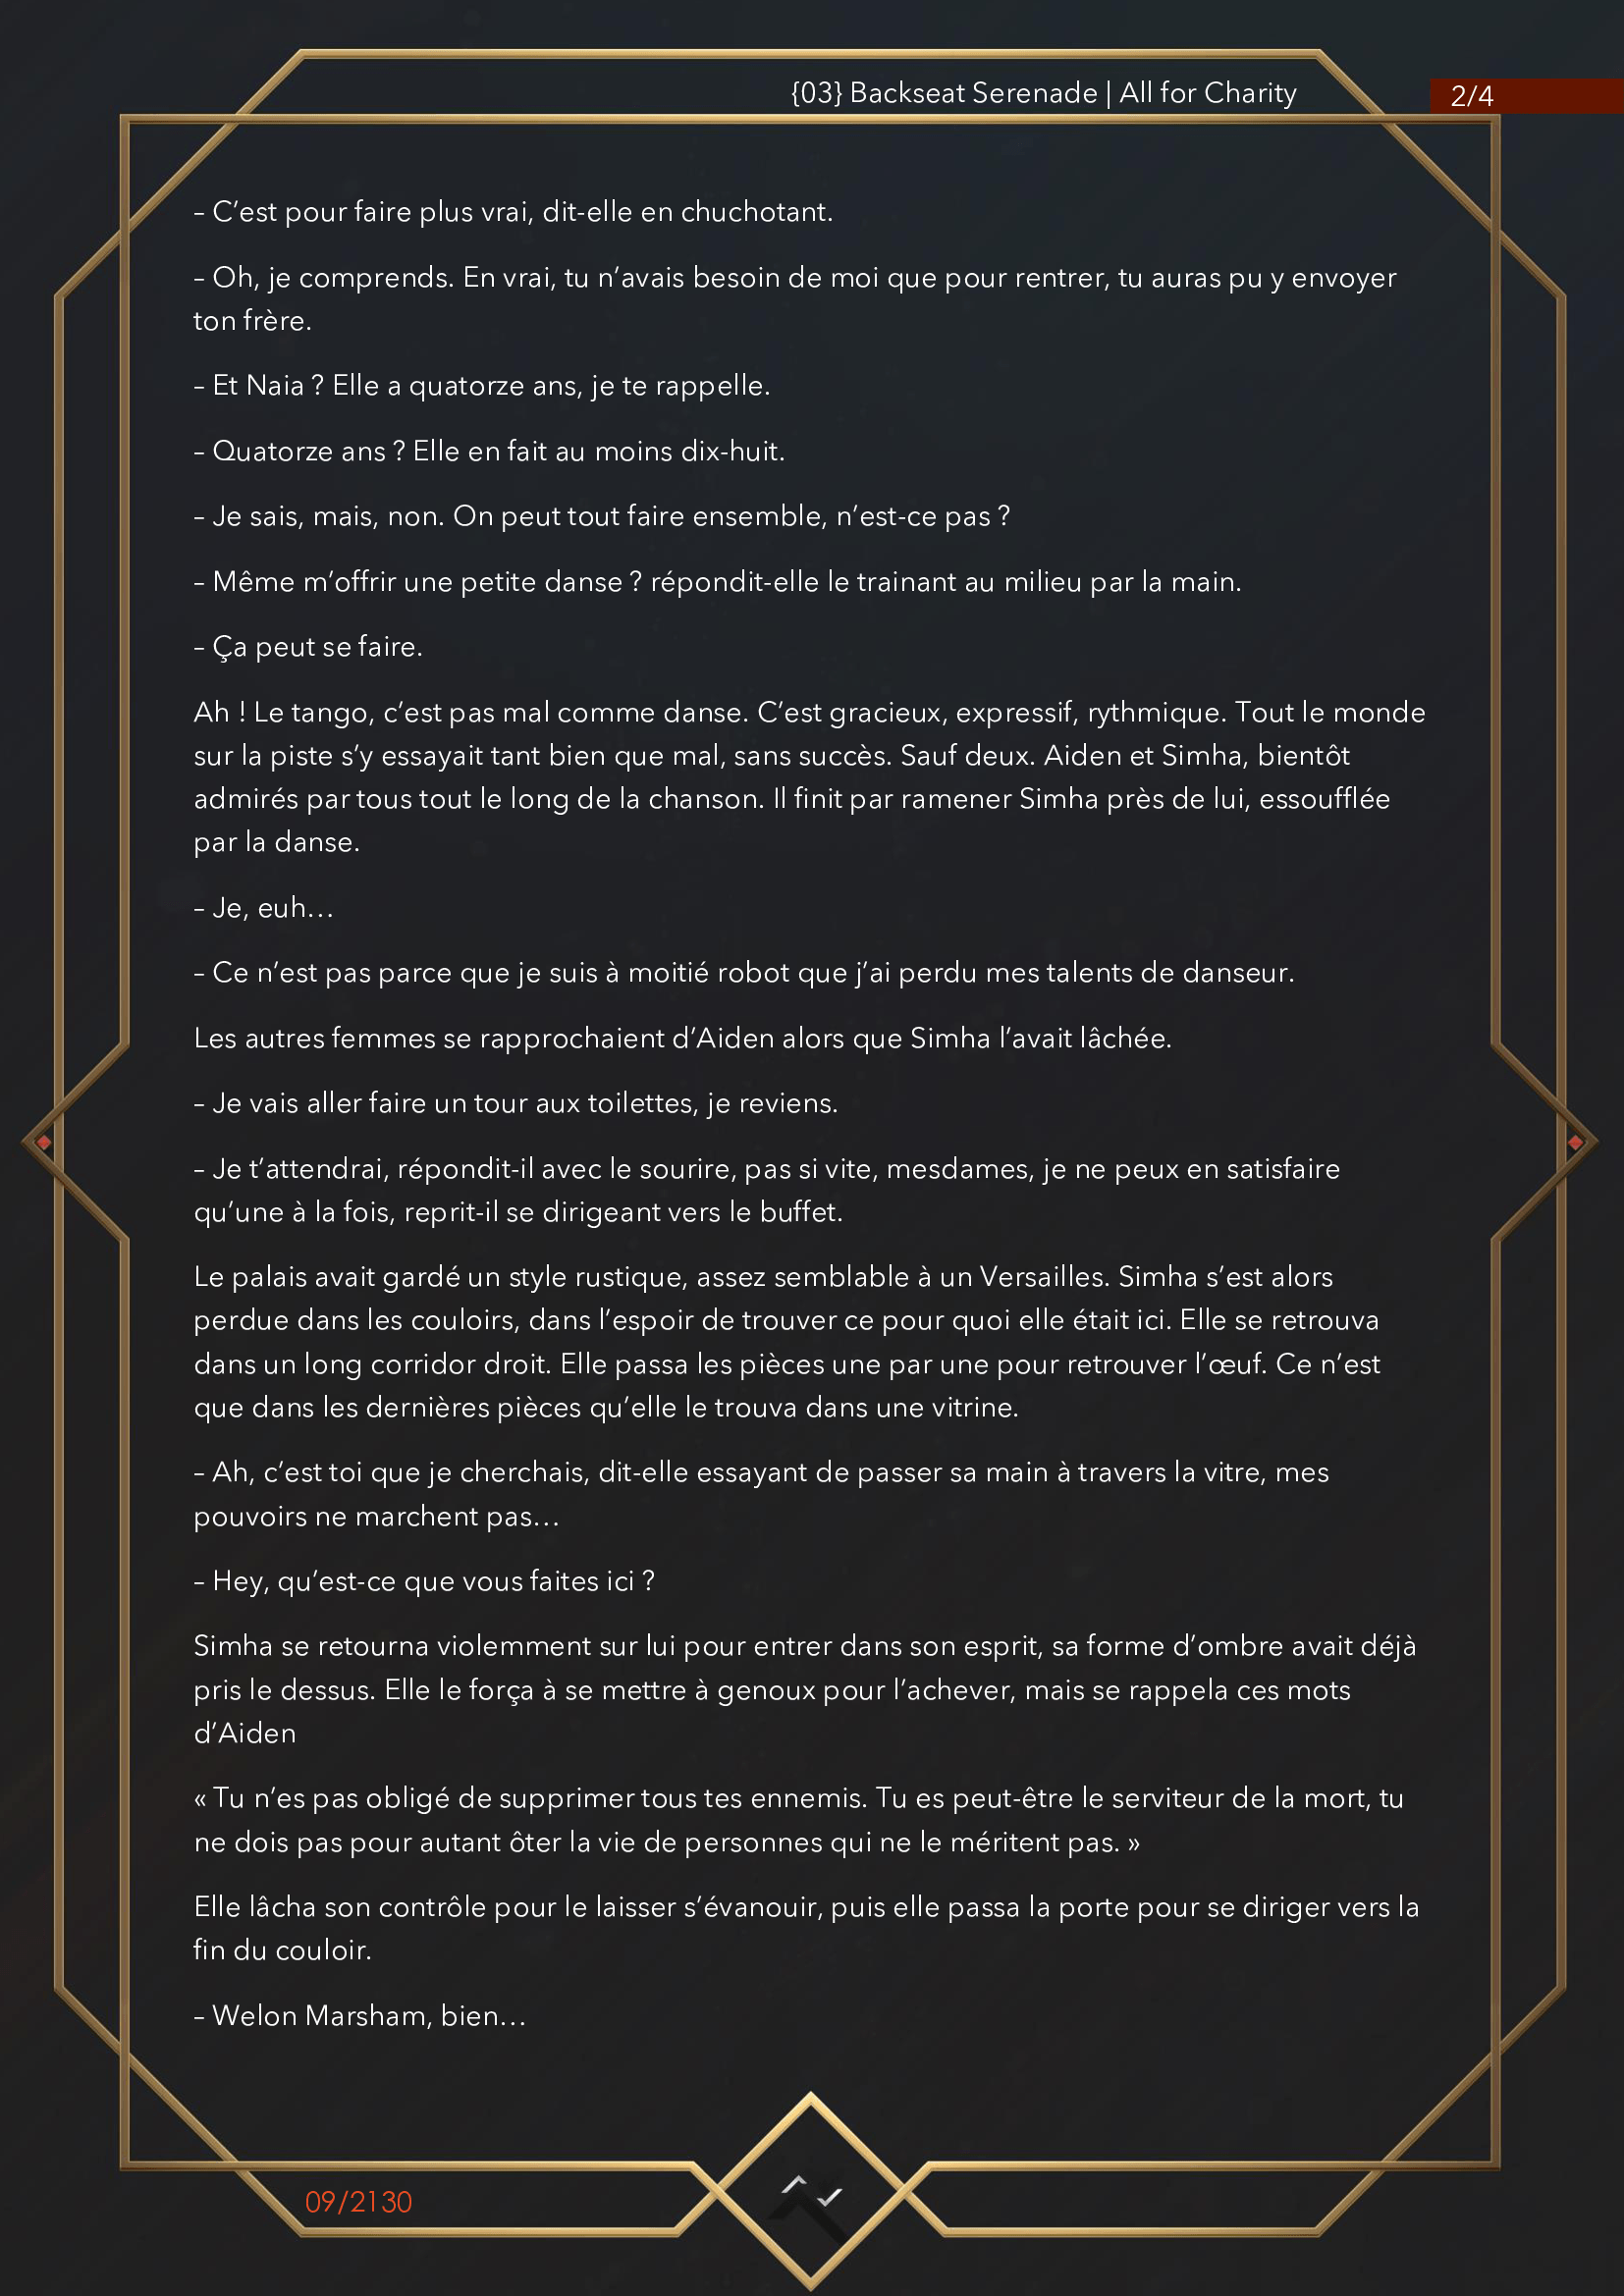 {03} Backseat Serenade | All for Charity
2/4
– C’est pour faire plus vrai, dit-elle en chuchotant.
– Oh, je comprends. En vrai, tu n’avais besoin de moi que pour rentrer, tu auras pu y envoyer
ton frère.
– Et Naia ? Elle a quatorze ans, je te rappelle.
– Quatorze ans ? Elle en fait au moins dix-huit.
– Je sais, mais, non. On peut tout faire ensemble, n’est-ce pas ?
– Même m’offrir une petite danse ? répondit-elle le trainant au milieu par la main.
– Ça peut se faire.
Ah ! Le tango, c’est pas mal comme danse. C’est gracieux, expressif, rythmique. Tout le monde
sur la piste s’y essayait tant bien que mal, sans succès. Sauf deux. Aiden et Simha, bientôt
admirés par tous tout le long de la chanson. Il finit par ramener Simha près de lui, essoufflée
par la danse.
– Je, euh…
– Ce n’est pas parce que je suis à moitié robot que j’ai perdu mes talents de danseur.
Les autres femmes se rapprochaient d’Aiden alors que Simha l’avait lâchée.
– Je vais aller faire un tour aux toilettes, je reviens.
– Je t’attendrai, répondit-il avec le sourire, pas si vite, mesdames, je ne peux en satisfaire
qu’une à la fois, reprit-il se dirigeant vers le buffet.
Le palais avait gardé un style rustique, assez semblable à un Versailles. Simha s’est alors
perdue dans les couloirs, dans l’espoir de trouver ce pour quoi elle était ici. Elle se retrouva
dans un long corridor droit. Elle passa les pièces une par une pour retrouver l’œuf. Ce n’est
que dans les dernières pièces qu’elle le trouva dans une vitrine.
– Ah, c’est toi que je cherchais, dit-elle essayant de passer sa main à travers la vitre, mes
pouvoirs ne marchent pas…
– Hey, qu’est-ce que vous faites ici ?
Simha se retourna violemment sur lui pour entrer dans son esprit, sa forme d’ombre avait déjà
pris le dessus. Elle le força à se mettre à genoux pour l’achever, mais se rappela ces mots
d’Aiden
« Tu n’es pas obligé de supprimer tous tes ennemis. Tu es peut-être le serviteur de la mort, tu
ne dois pas pour autant ôter la vie de personnes qui ne le méritent pas. »
Elle lâcha son contrôle pour le laisser s’évanouir, puis elle passa la porte pour se diriger vers la
fin du couloir.
– Welon Marsham, bien…
09/2130